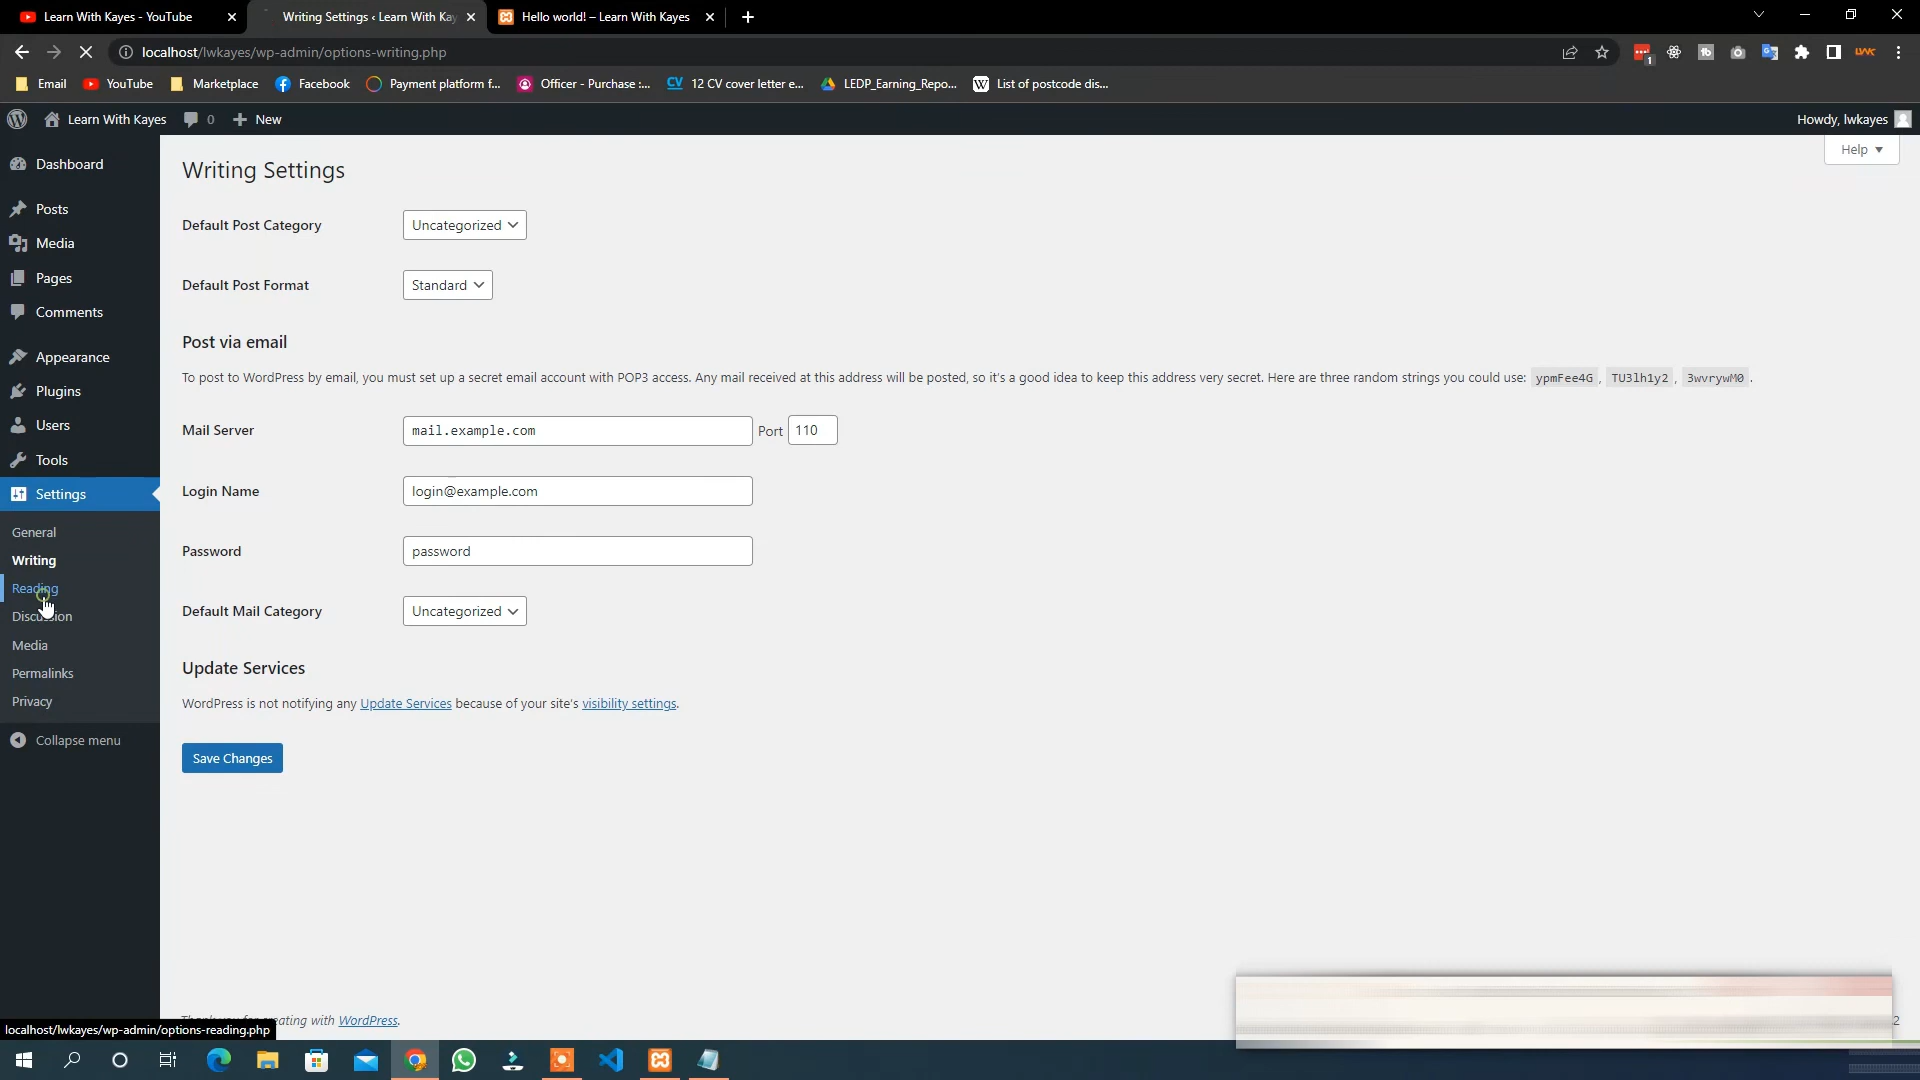 Learn With Kayes - YouTube
Writing Settings ‹ Learn With Kay
Hello world! – Learn With Kayes
localhost/lwkayes/wp-admin/options-writing.php
1
Email
YouTube
Marketplace
Facebook
Payment platform f...
Officer - Purchase :...
CV 12 CV cover letter e...
LEDP_Earning_Repo...
W List of postcode dis...
Learn With Kayes
0
New
Howdy, lwkayes
Help
Dashboard
Posts
Media
Pages
Comments
Appearance
Plugins
Users
Tools
Settings
General
Writing
Reading
Discussion
Media
Permalinks
Privacy
Collapse menu
Writing Settings
Default Post Category Uncategorized
Default Post Format Standard
Post via email
To post to WordPress by email, you must set up a secret email account with POP3 access. Any mail received at this address will be posted, so it's a good idea to keep this address very secret. Here are three random strings you could use: ypmFee4G , TU3lh1y2 , 3wvrywM0 .
Mail Server mail.example.com Port 110
Login Name login@example.com
Password password
Default Mail Category Uncategorized
Update Services
WordPress is not notifying any Update Services because of your site's visibility settings.
Save Changes
eating with WordPress.
2
localhost/lwkayes/wp-admin/options-reading.php